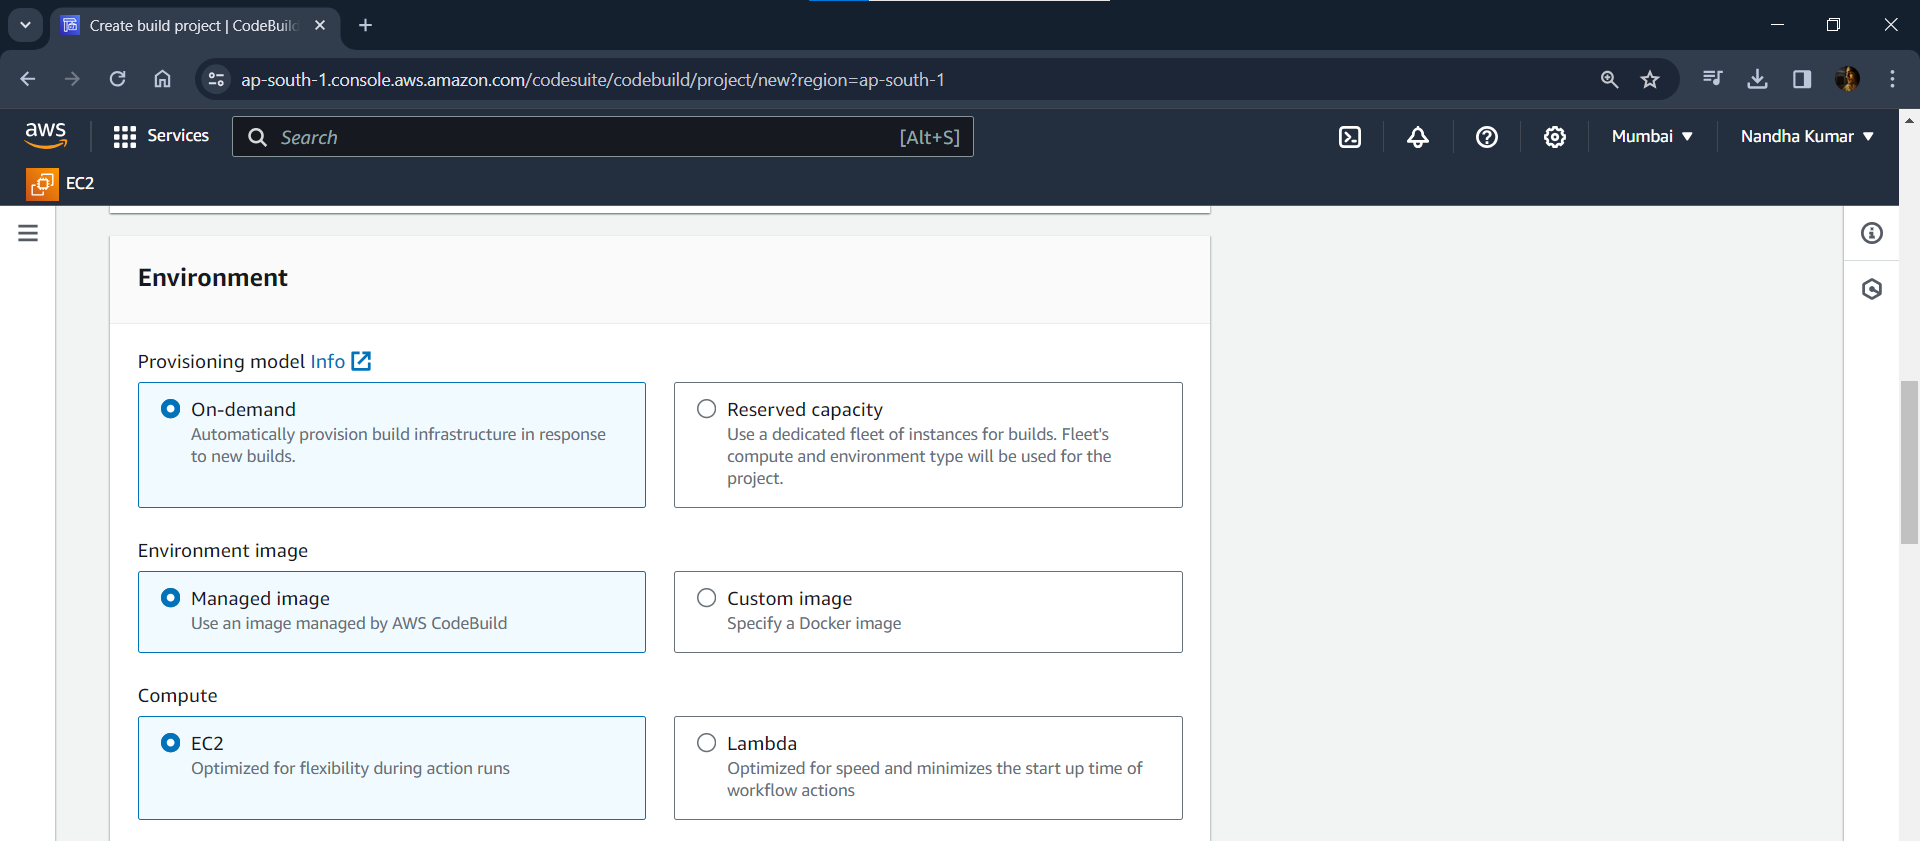 Create build project | CodeBuild
ap-south-1.console.aws.amazon.com/codesuite/codebuild/project/new?region=ap-south-1
aws
Services
Search
[Alt+S]
Mumbai
Nandha Kumar
EC2
Environment
Provisioning model Info
On-demand
Automatically provision build infrastructure in response
to new builds.
Reserved capacity
Use a dedicated fleet of instances for builds. Fleet's
compute and environment type will be used for the
project.
Environment image
Managed image
Use an image managed by AWS CodeBuild
Custom image
Specify a Docker image
Compute
EC2
Optimized for flexibility during action runs
Lambda
Optimized for speed and minimizes the start up time of
workflow actions